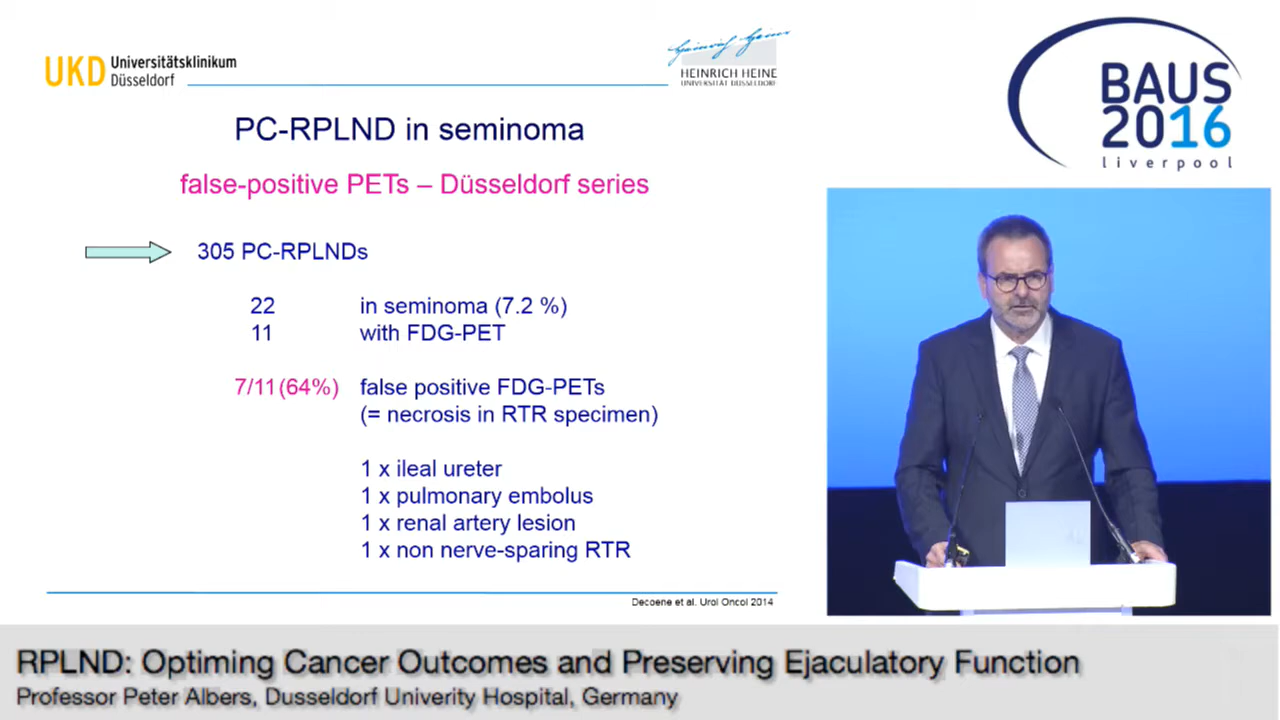 UKD Universitätsklinikum
Düsseldorf
Heinrich Heine
HEINRICH HEINE
UNIVERSITÄT DÜSSELDORF
BAUS
2016
liverpool
PC-RPLND in seminoma
false-positive PETs – Düsseldorf series
305 PC-RPLNDs
22 in seminoma (7.2 %)
11 with FDG-PET
7/11 (64%) false positive FDG-PETs
(= necrosis in RTR specimen)
1 x ileal ureter
1 x pulmonary embolus
1 x renal artery lesion
1 x non nerve-sparing RTR
Decoene et al. Urol Oncol 2014
RPLND: Optiming Cancer Outcomes and Preserving Ejaculatory Function
Professor Peter Albers, Dusseldorf Univerity Hospital, Germany